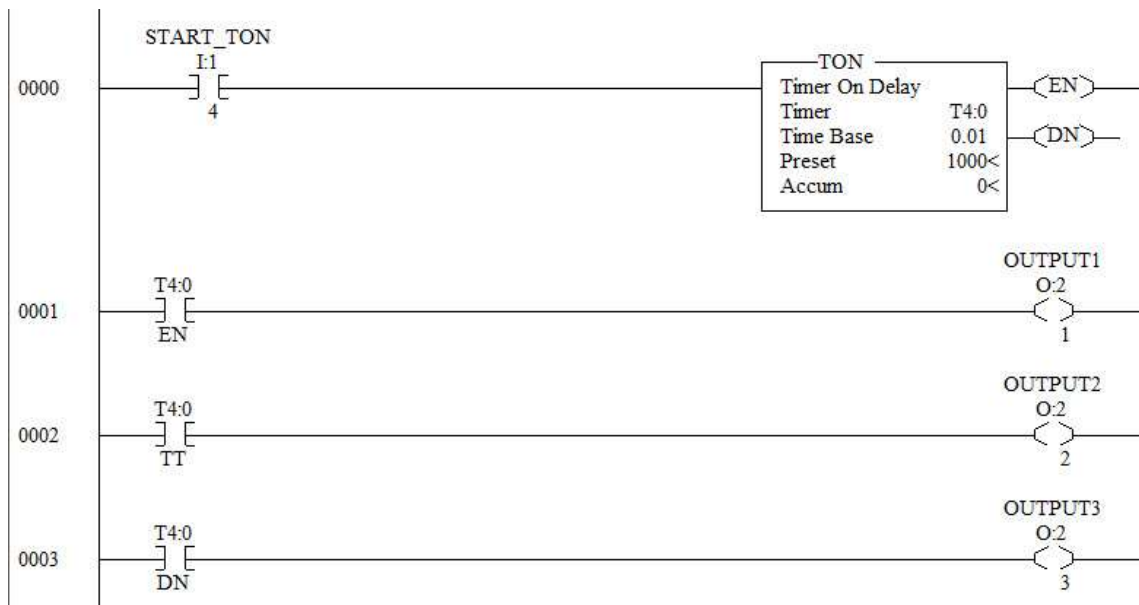 START_TON
I:1
0000
4
TON
Timer On Delay
Timer T4:0
Time Base 0.01
Preset 1000<
Accum 0<
EN
DN
OUTPUT1
T4:0 O:2
0001
EN 1
OUTPUT2
T4:0 O:2
0002
TT 2
OUTPUT3
T4:0 O:2
0003
DN 3